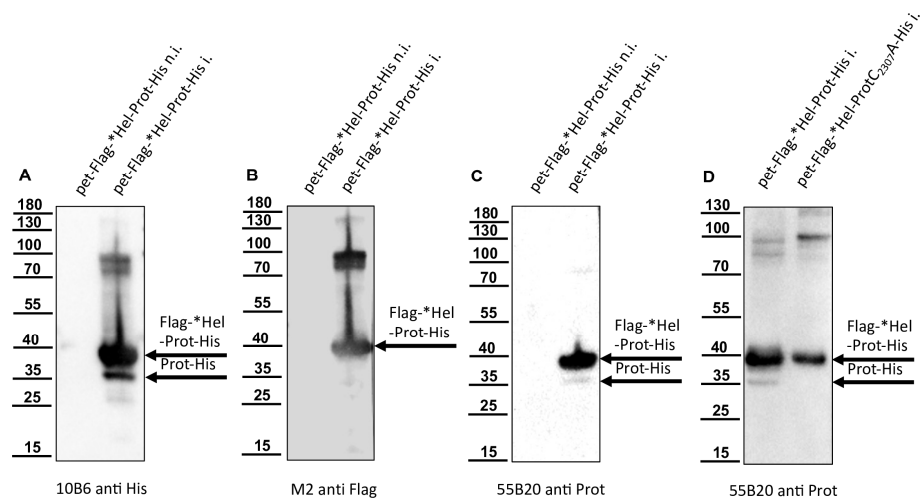 A
pet-Flag-*Hel-Prot-His n.i.
pet-Flag-*Hel-Prot-His i.
180
130
100
70
55
40
35
25
15
Flag-*Hel
-Prot-His
Prot-His
10B6 anti His
B
pet-Flag-*Hel-Prot-His n.i.
pet-Flag-*Hel-Prot-His i.
180
130
100
70
55
40
35
25
15
Flag-*Hel
-Prot-His
M2 anti Flag
C
pet-Flag-*Hel-Prot-His n.i.
pet-Flag-*Hel-Prot-His i.
180
130
100
70
55
40
35
25
15
Flag-*Hel
-Prot-His
Prot-His
55B20 anti Prot
D
pet-Flag-*Hel-Prot-His i.
pet-Flag-*Hel-ProtC₂₃₀₇A-His i.
130
100
70
55
40
35
25
15
Flag-*Hel
-Prot-His
Prot-His
55B20 anti Prot